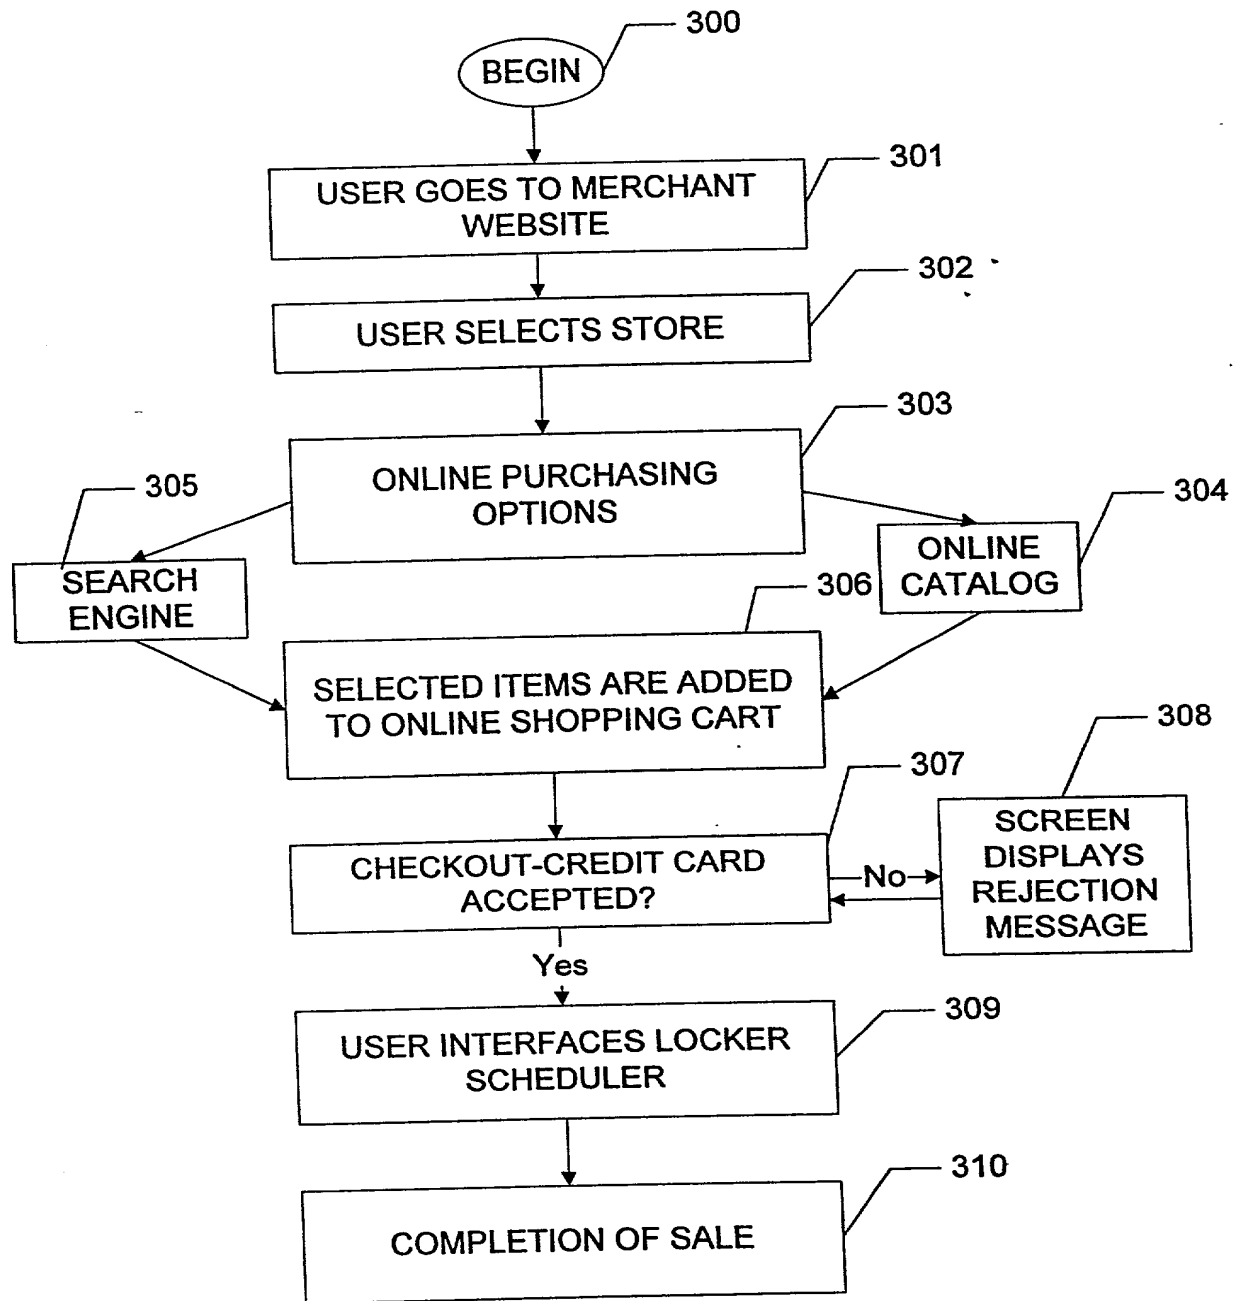 300
BEGIN
301
USER GOES TO MERCHANT
WEBSITE
302
USER SELECTS STORE
303
ONLINE PURCHASING
OPTIONS
305
304
SEARCH
ENGINE
ONLINE
CATALOG
306
SELECTED ITEMS ARE ADDED
TO ONLINE SHOPPING CART
307
308
CHECKOUT-CREDIT CARD
ACCEPTED?
No
SCREEN
DISPLAYS
REJECTION
MESSAGE
Yes
309
USER INTERFACES LOCKER
SCHEDULER
310
COMPLETION OF SALE